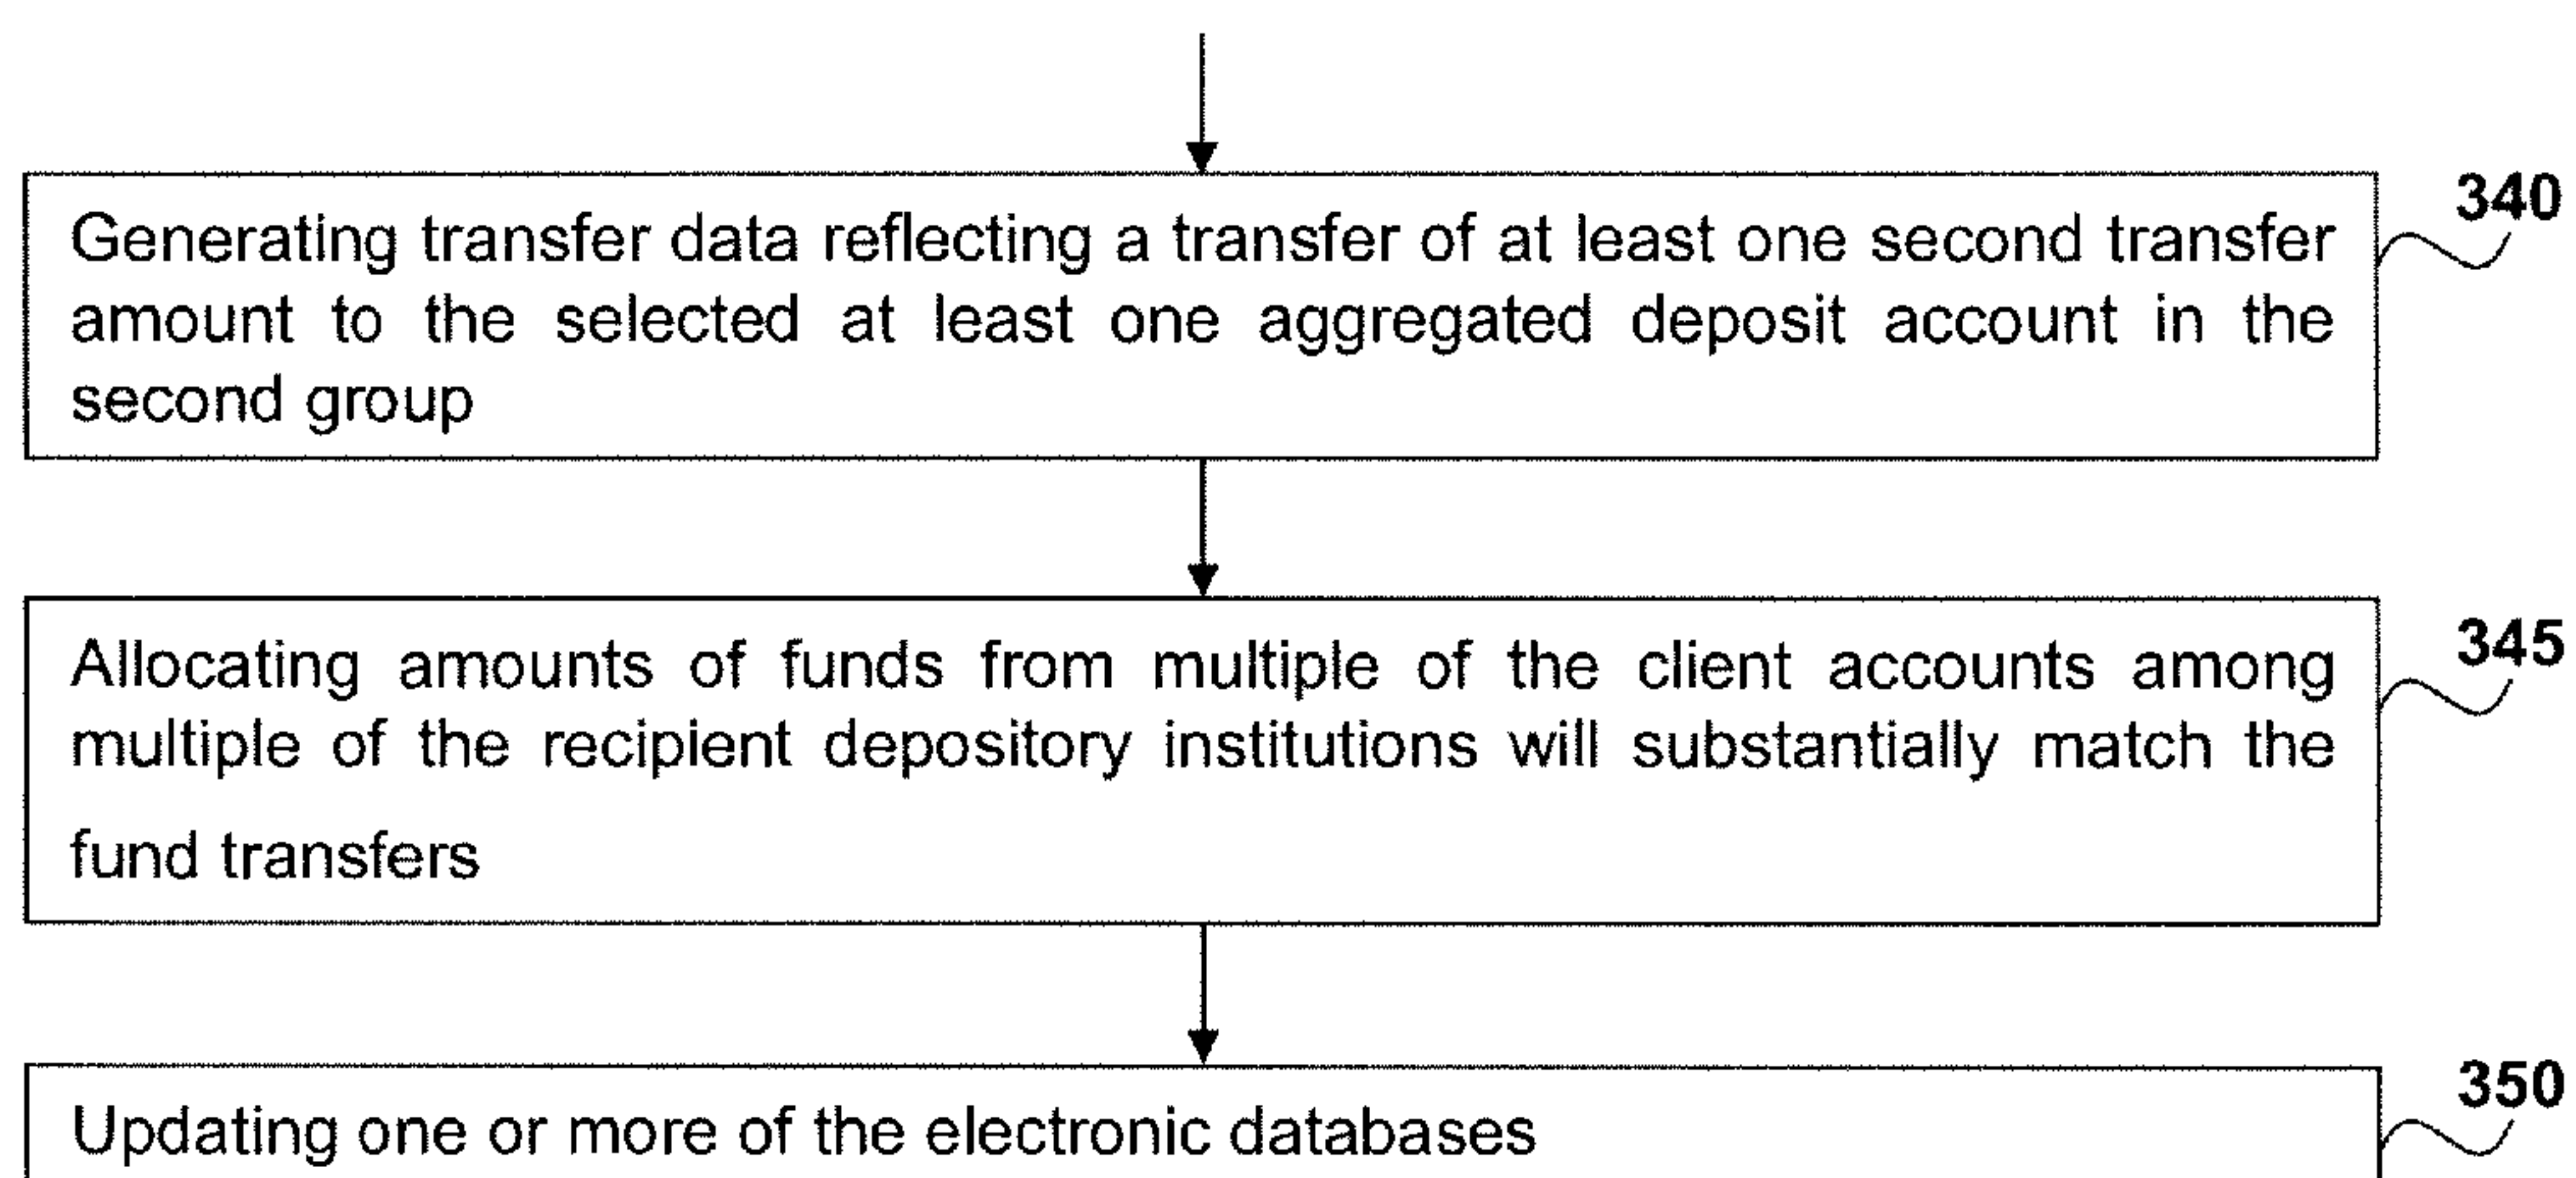 340
Generating transfer data reflecting a transfer of at least one second transfer
amount to the selected at least one aggregated deposit account in the
second group
345
Allocating amounts of funds from multiple of the client accounts among
multiple of the recipient depository institutions will substantially match the
fund transfers
350
Updating one or more of the electronic databases